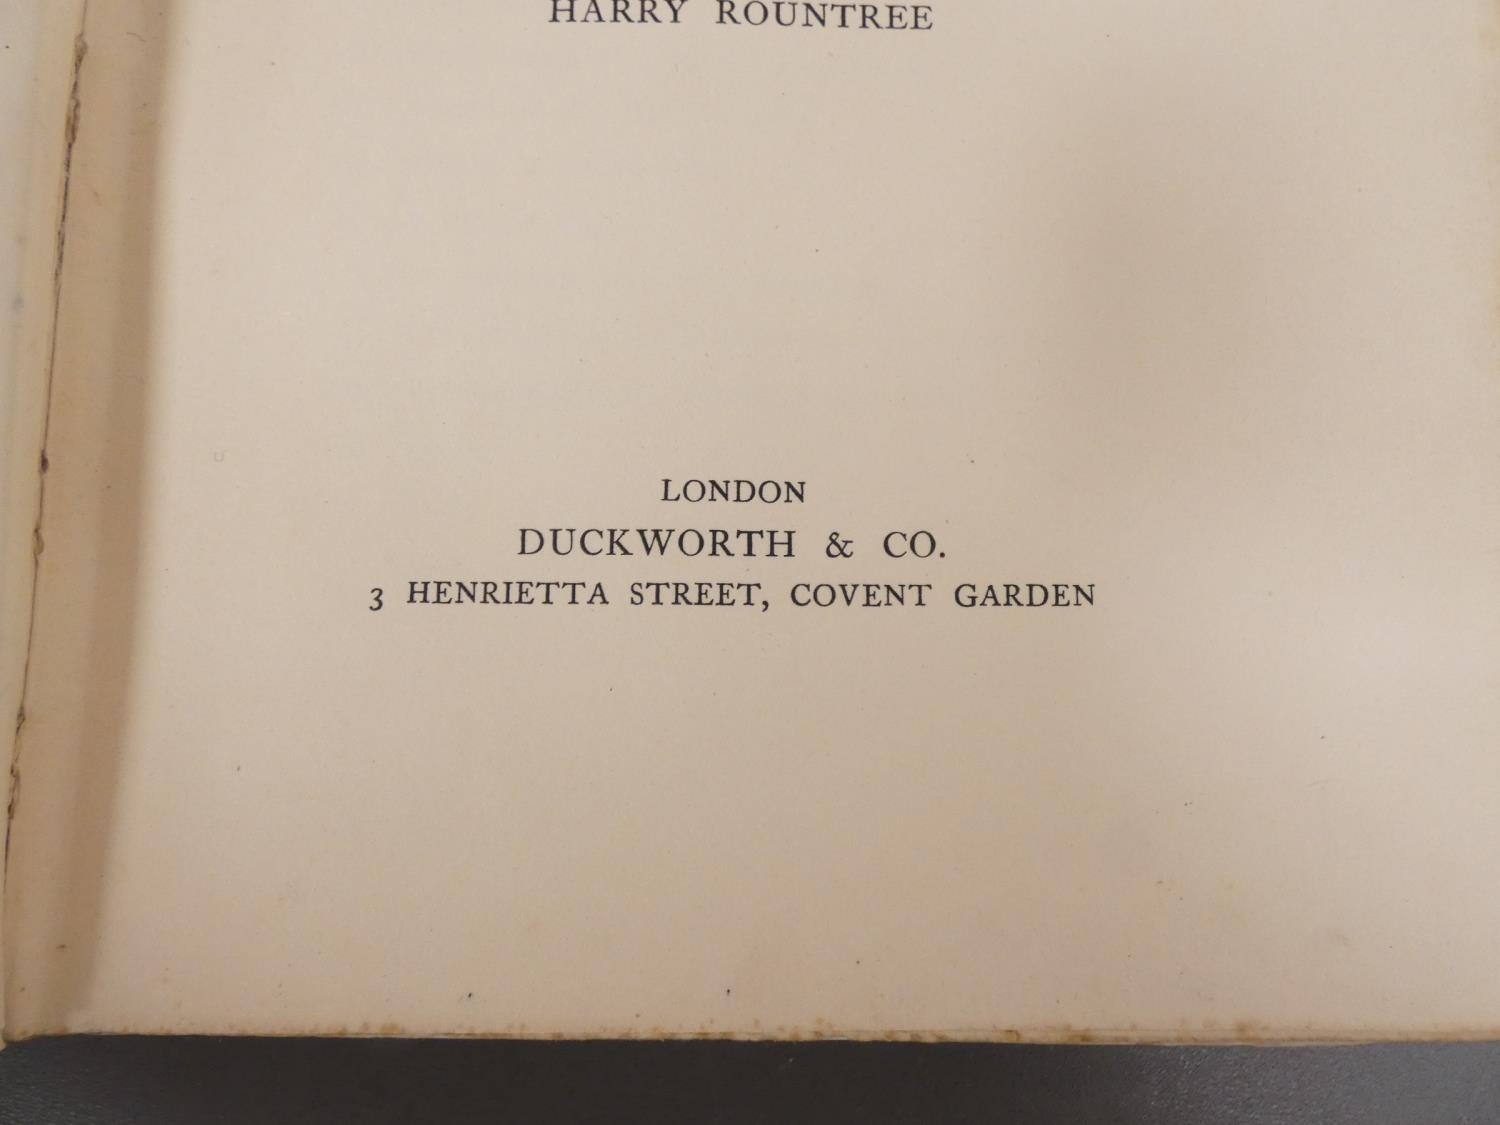 HARRY ROUNTREE
LONDON
DUCKWORTH & CO.
3 HENRIETTA STREET, COVENT GARDEN